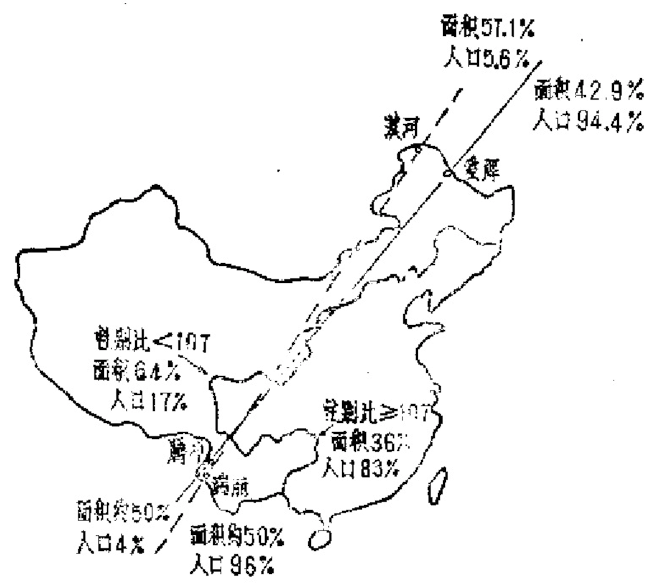 面积57.1%
人口5.6%
面积42.9%
人口94.4%
漠河
爱辉
性别比<107
面积64%
人口17%
性别比≥107
面积36%
人口83%
腾冲
瑞丽
面积约50%
人口4%
面积约50%
人口96%